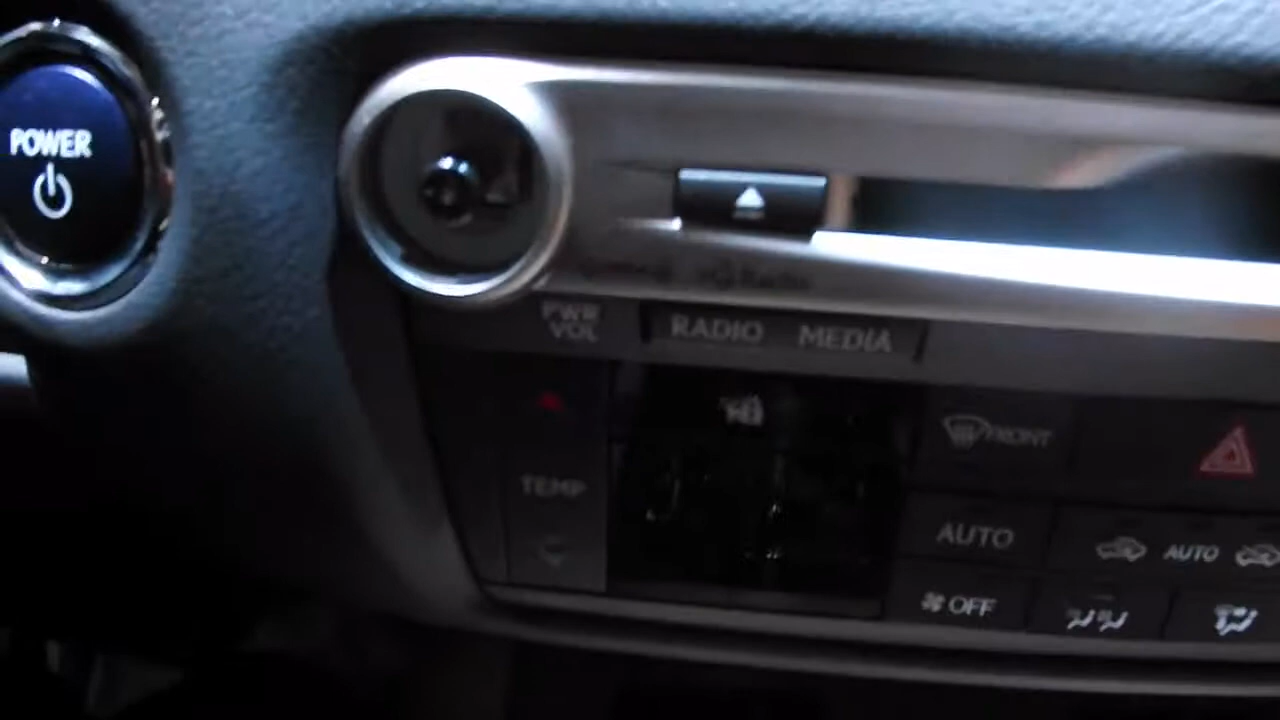 POWER
PWR
VOL
RADIO MEDIA
FRONT
TEMP
AUTO
AUTO
OFF